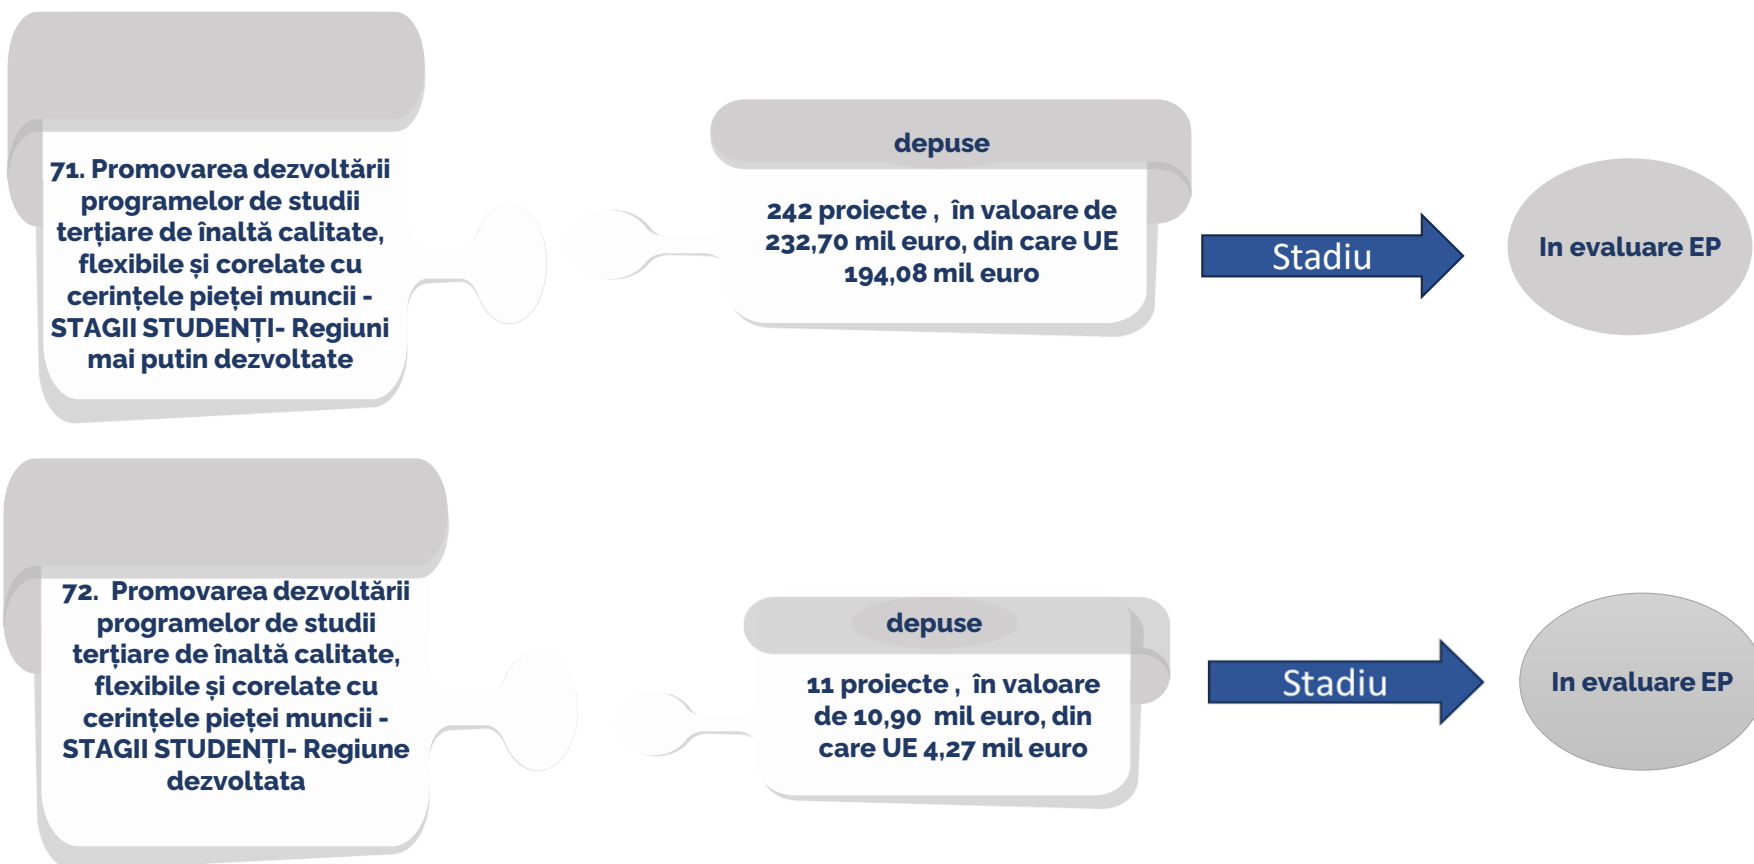 71. Promovarea dezvoltării
programelor de studii
terțiare de înaltă calitate,
flexibile și corelate cu
cerințele pieței muncii -
STAGII STUDENȚI- Regiuni
mai putin dezvoltate
depuse
242 proiecte , în valoare de
232,70 mil euro, din care UE
194,08 mil euro
Stadiu
In evaluare EP
72. Promovarea dezvoltării
programelor de studii
terțiare de înaltă calitate,
flexibile și corelate cu
cerințele pieței muncii -
STAGII STUDENȚI- Regiune
dezvoltata
depuse
11 proiecte , în valoare
de 10,90 mil euro, din
care UE 4,27 mil euro
Stadiu
In evaluare EP